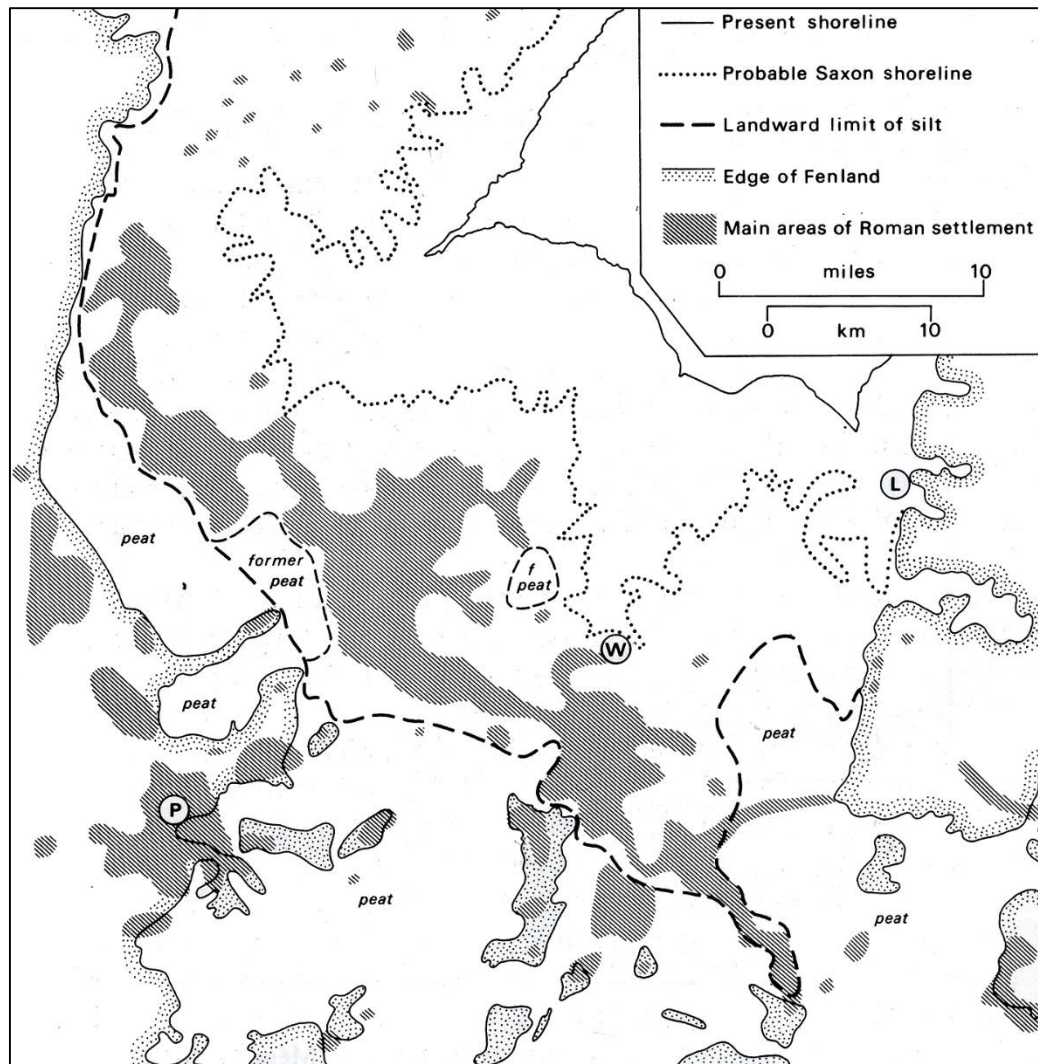 Present shoreline
Probable Saxon shoreline
Landward limit of silt
Edge of Fenland
Main areas of Roman settlement
0 miles 10
0 km 10
L
peat
former
peat
f
peat
W
peat
peat
P
peat
peat